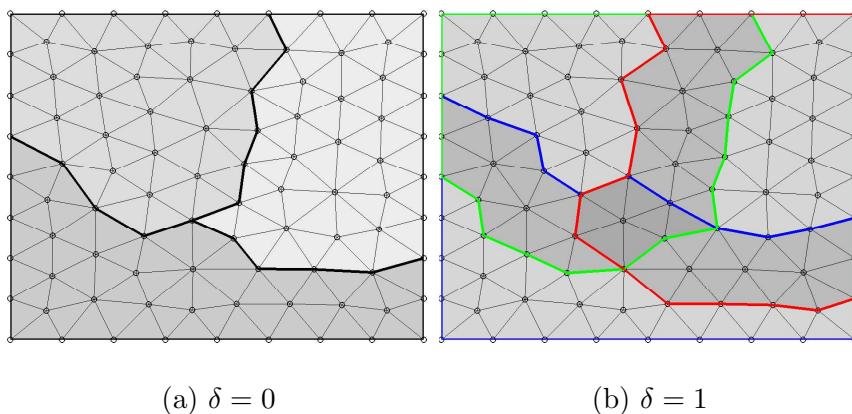 (a) δ = 0
(b) δ = 1